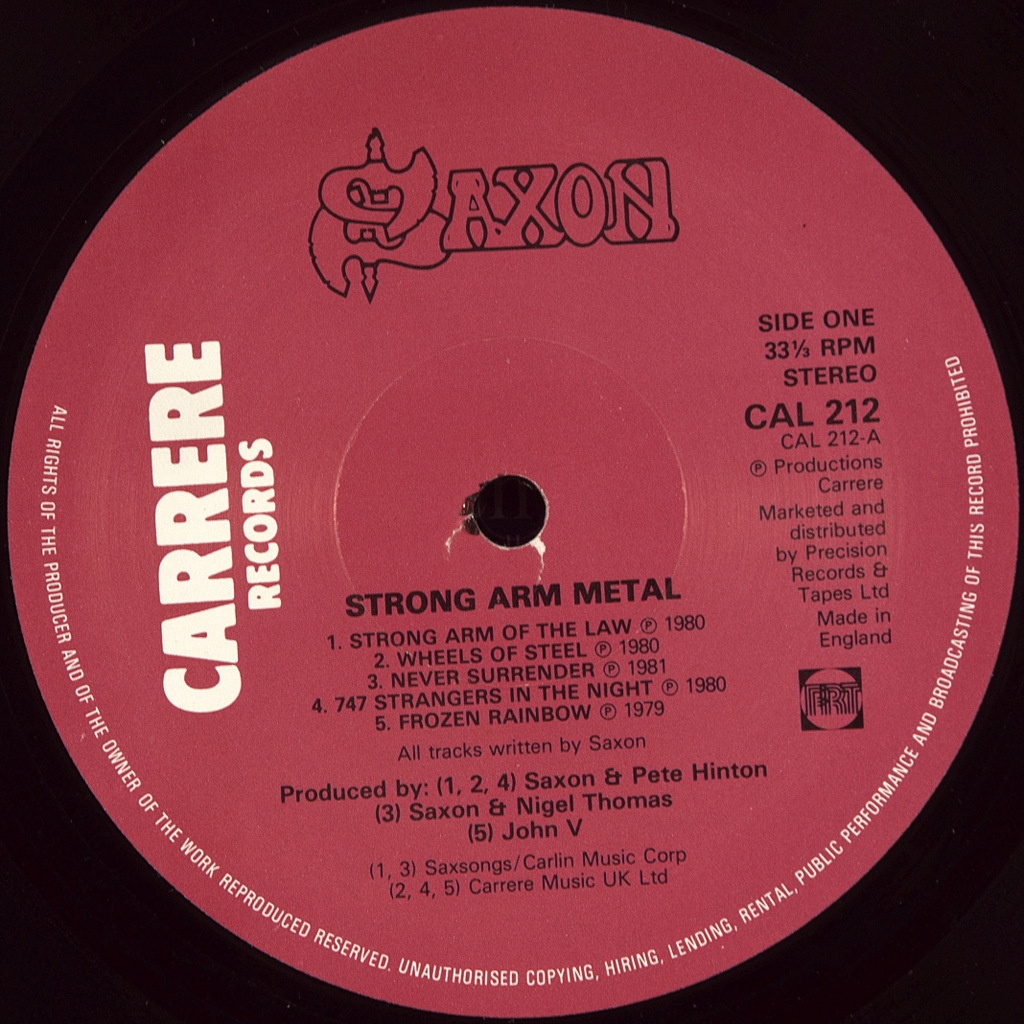 SAXON
CARRERE
RECORDS
SIDE ONE
33⅓ RPM
STEREO
CAL 212
CAL 212-A
℗ Productions
Carrere
Marketed and
distributed
by Precision
Records &
Tapes Ltd
Made in
England
PRT
STRONG ARM METAL
1. STRONG ARM OF THE LAW ℗ 1980
2. WHEELS OF STEEL ℗ 1980
3. NEVER SURRENDER ℗ 1981
4. 747 STRANGERS IN THE NIGHT ℗ 1980
5. FROZEN RAINBOW ℗ 1979
All tracks written by Saxon
Produced by: (1, 2, 4) Saxon & Pete Hinton
(3) Saxon & Nigel Thomas
(5) John V
(1, 3) Saxsongs/Carlin Music Corp
(2, 4, 5) Carrere Music UK Ltd
ALL RIGHTS OF THE PRODUCER AND OF THE OWNER OF THE WORK REPRODUCED RESERVED. UNAUTHORISED COPYING, HIRING, LENDING, RENTAL, PUBLIC PERFORMANCE AND BROADCASTING OF THIS RECORD PROHIBITED